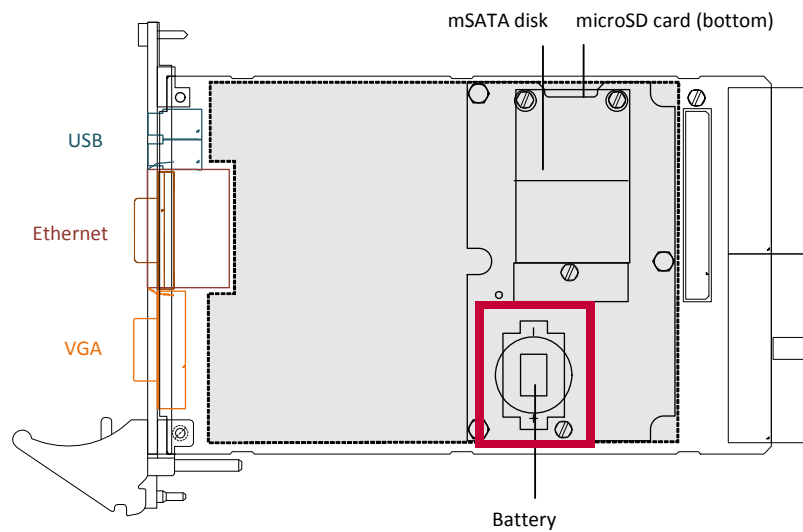 mSATA disk
microSD card (bottom)
USB
Ethernet
VGA
Battery